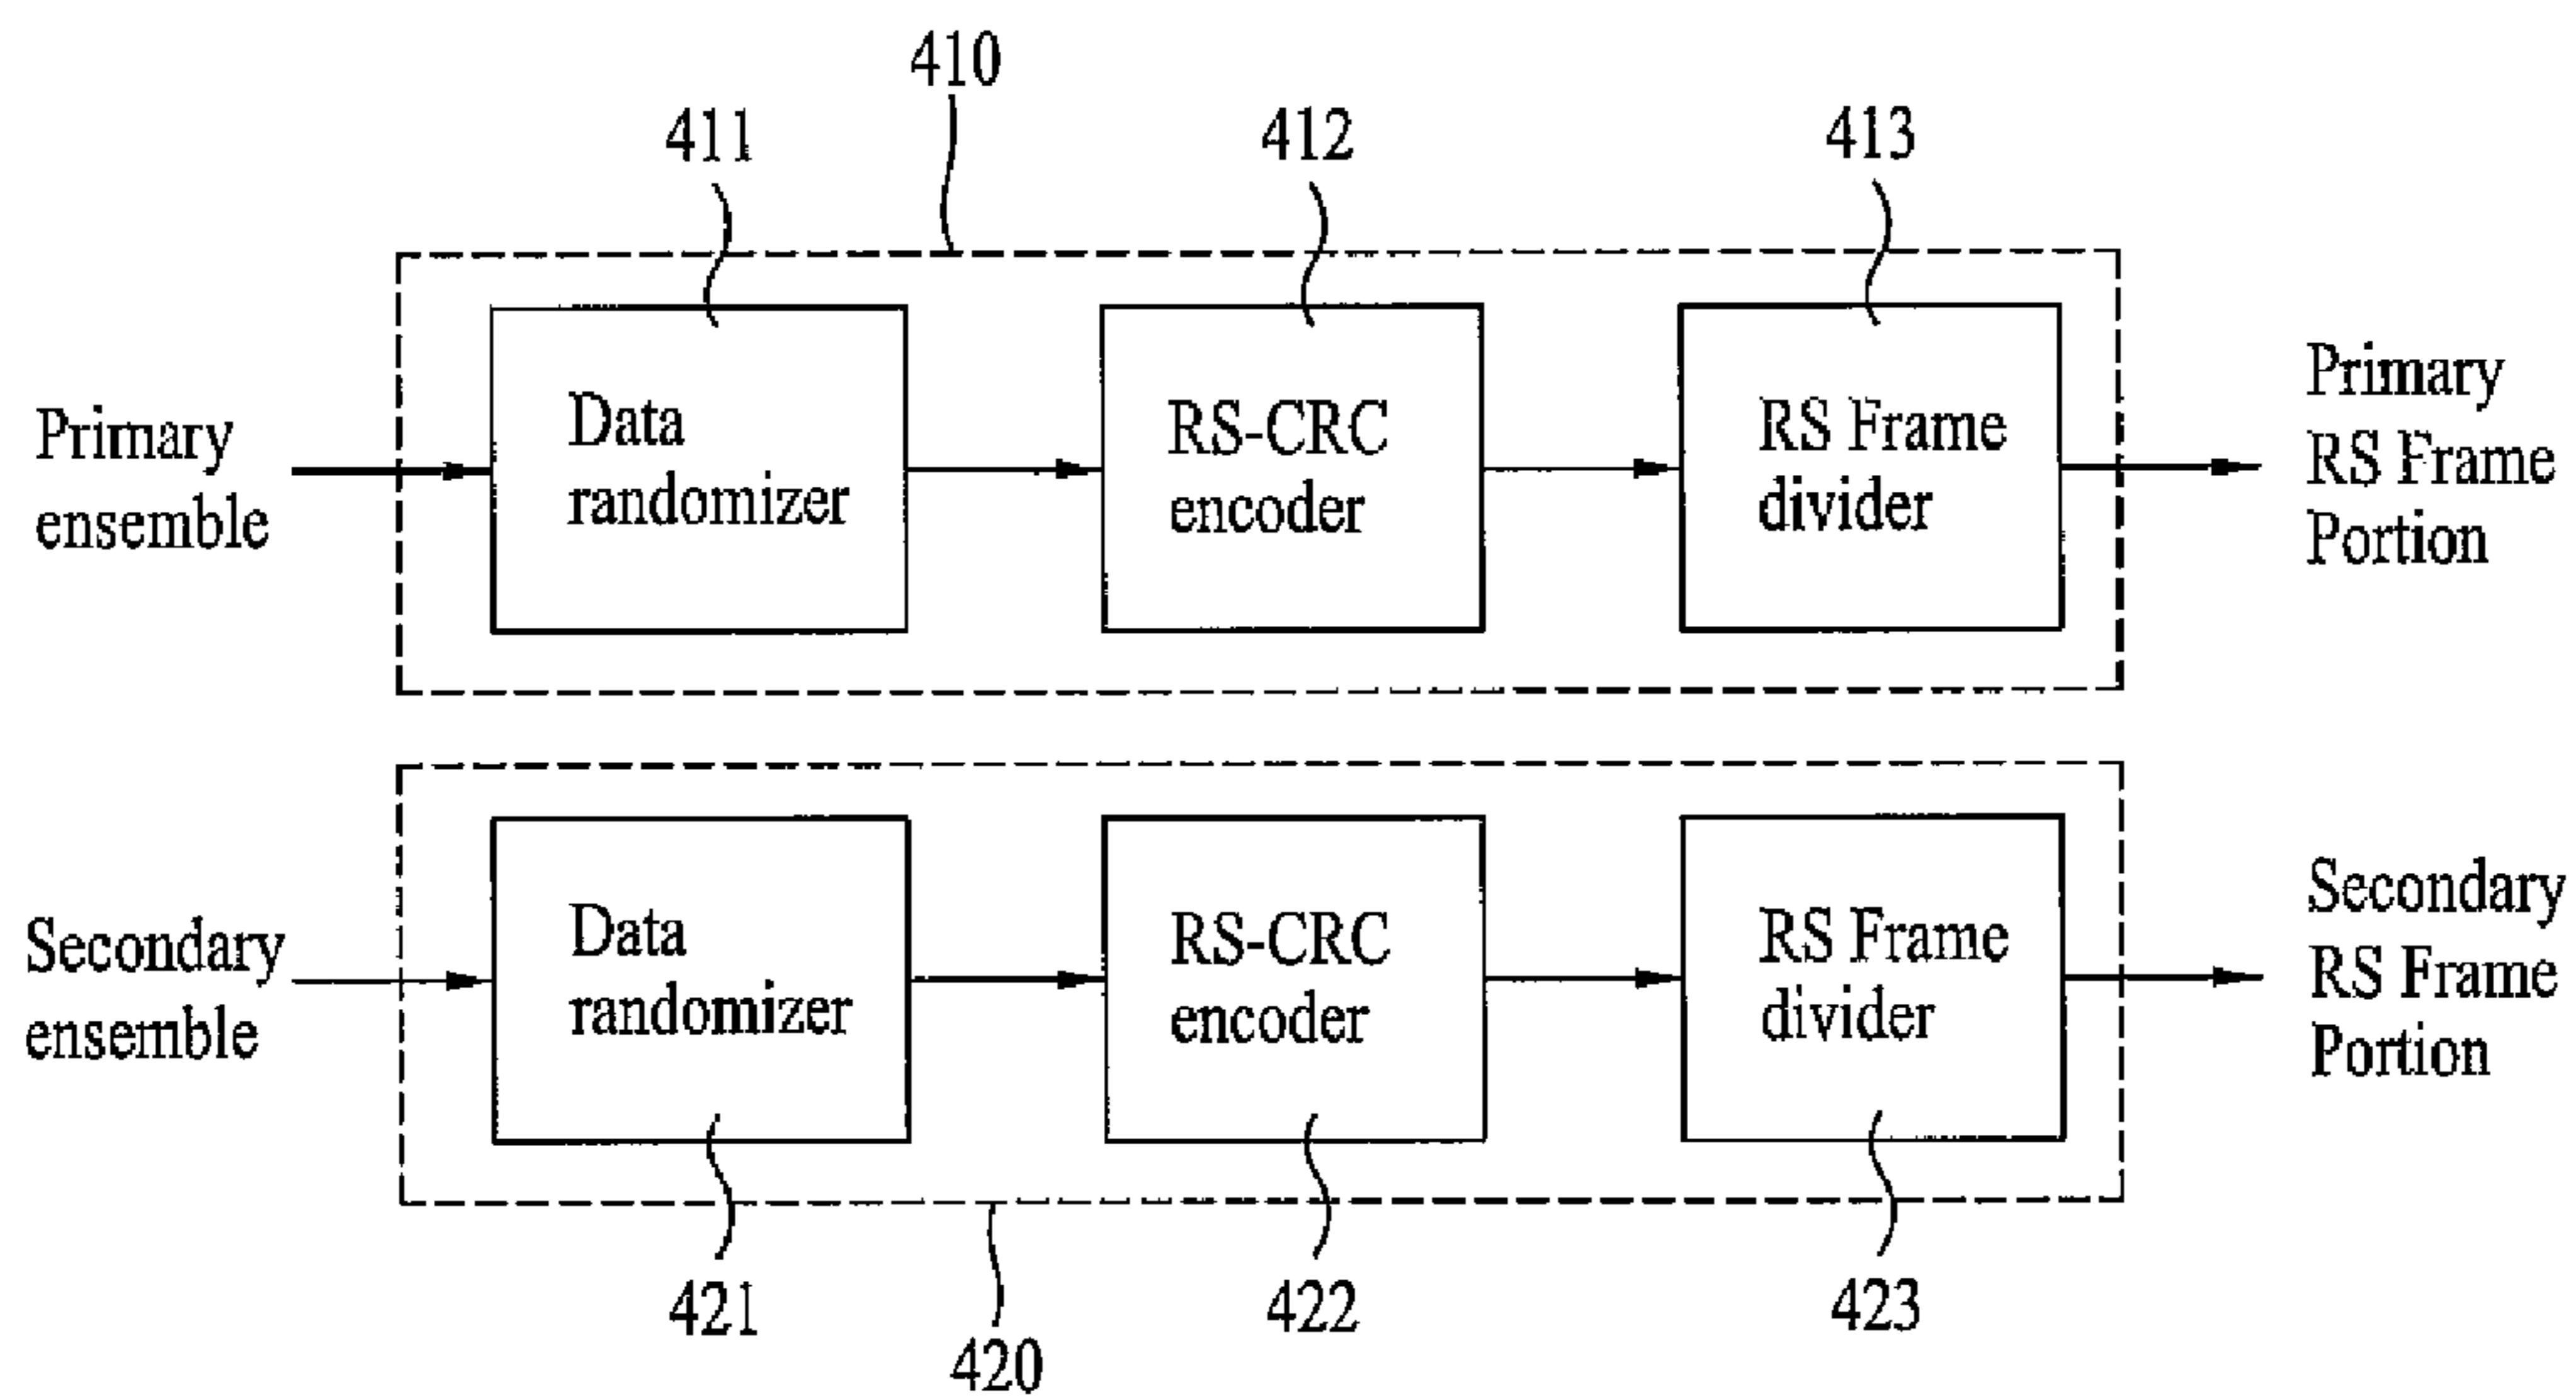 410
411
412
413
Primary
ensemble
Data
randomizer
RS-CRC
encoder
RS Frame
divider
Primary
RS Frame
Portion
Secondary
ensemble
Data
randomizer
RS-CRC
encoder
RS Frame
divider
Secondary
RS Frame
Portion
421
422
423
420